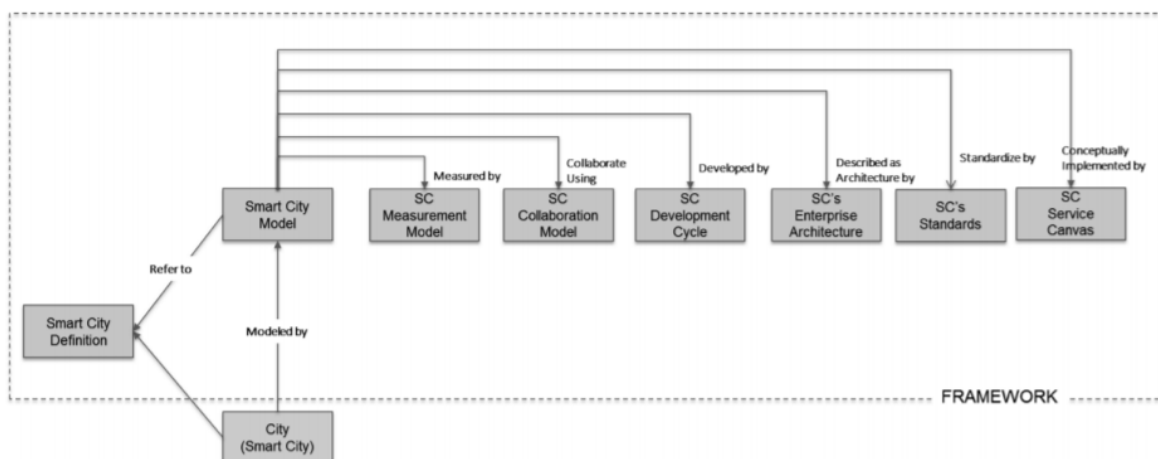 Measured by
Collaborate
Using
Developed by
Described as
Architecture by
Standardize by
Conceptually
Implemented by
Smart City
Model
SC
Measurement
Model
SC
Collaboration
Model
SC
Development
Cycle
SC's
Enterprise
Architecture
SC's
Standards
SC
Service
Canvas
Refer to
Smart City
Definition
Modeled by
FRAMEWORK
City
(Smart City)